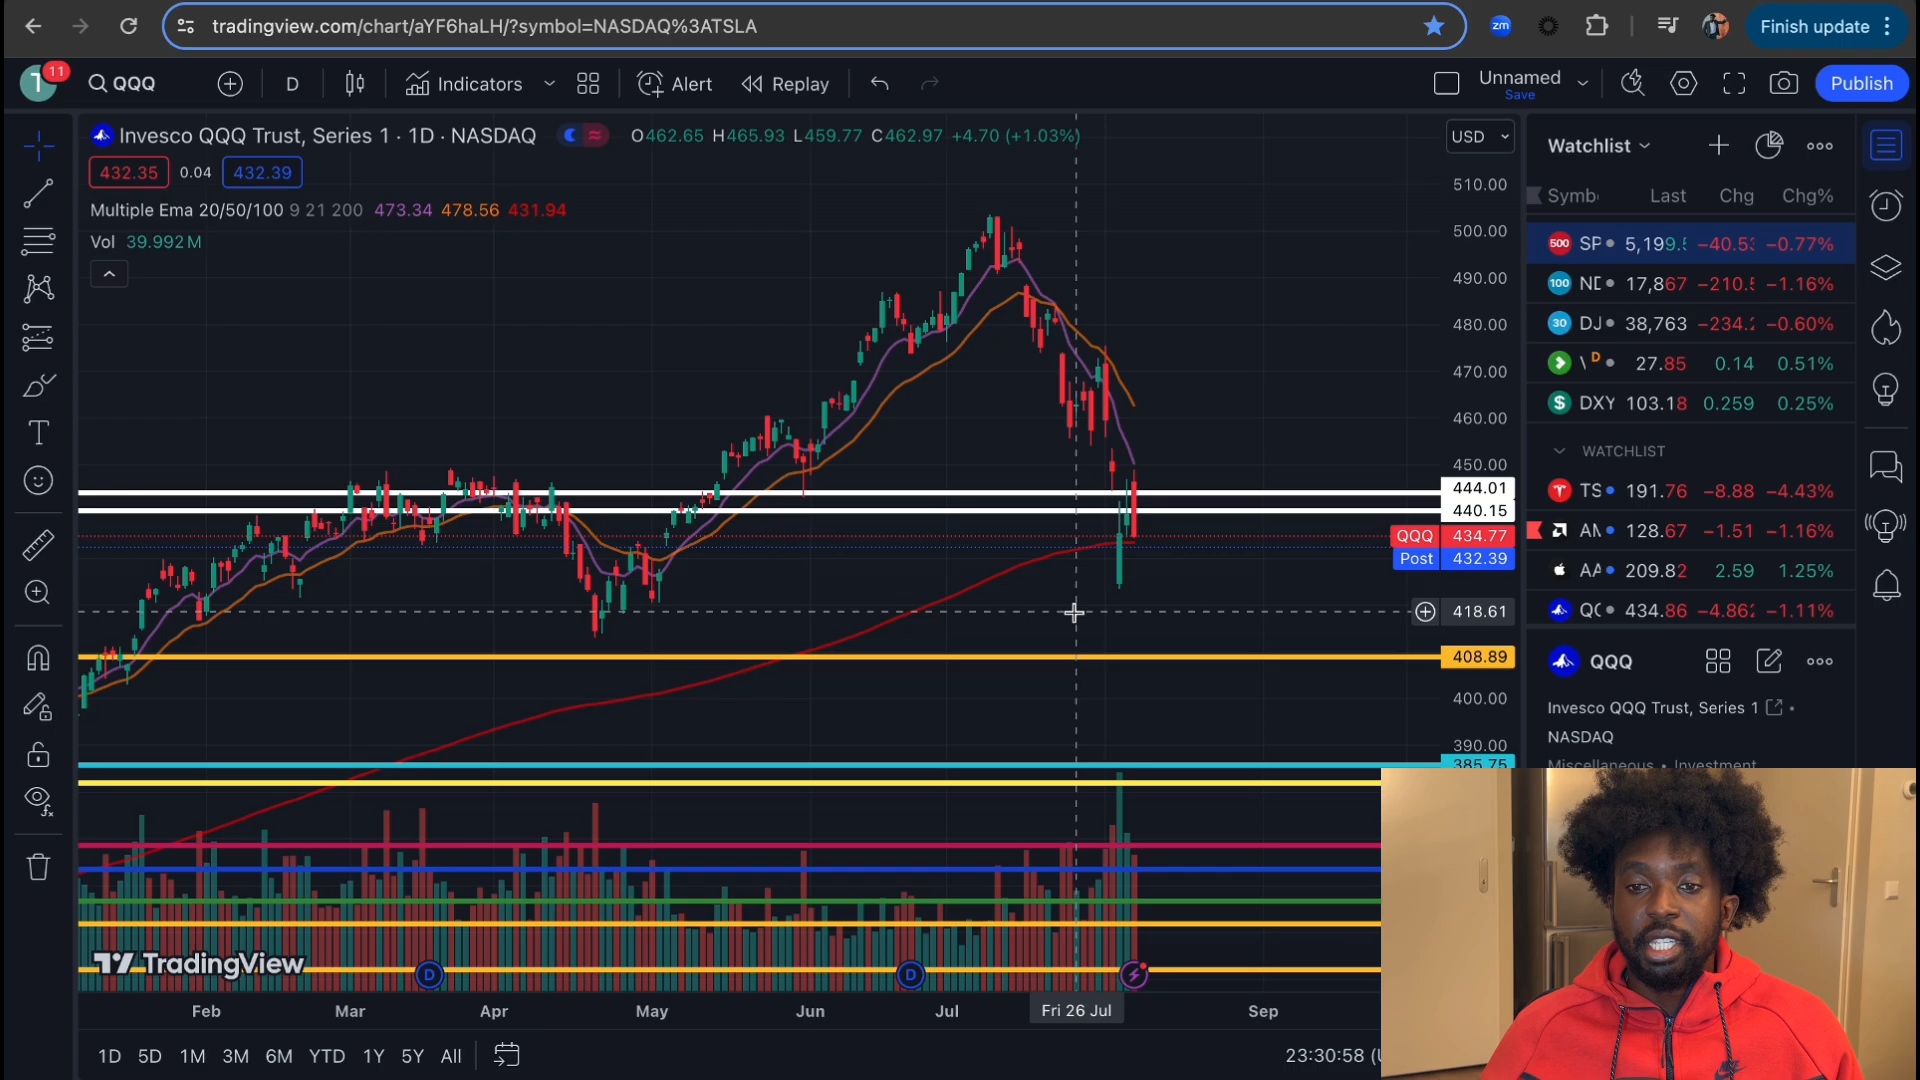 tradingview.com/chart/aYF6haLH/?symbol=NASDAQ%3ATSLA
zm
Finish update
T
11
QQQ
D
Indicators
Alert
Replay
Unnamed
Save
Publish
Invesco QQQ Trust, Series 1 · 1D · NASDAQ
O462.65 H465.93 L459.77 C462.97 +4.70 (+1.03%)
432.35 0.04 432.39
Multiple Ema 20/50/100 9 21 200 473.34 478.56 431.94
Vol 39.992M
USD
510.00
500.00
490.00
480.00
470.00
460.00
450.00
444.01
440.15
QQQ 434.77
Post 432.39
418.61
408.89
400.00
390.00
385.75
TradingView
D
D
Feb Mar Apr May Jun Jul Fri 26 Jul Sep
1D 5D 1M 3M 6M YTD 1Y 5Y All
23:30:58
Watchlist
Symb Last Chg Chg%
500 SP 5,199.5 −40.53 −0.77%
100 ND 17,867 −210.5 −1.16%
30 DJ 38,763 −234.2 −0.60%
D 27.85 0.14 0.51%
$ DXY 103.18 0.259 0.25%
WATCHLIST
TS 191.76 −8.88 −4.43%
AM 128.67 −1.51 −1.16%
AA 209.82 2.59 1.25%
QQ 434.86 −4.862 −1.11%
QQQ
Invesco QQQ Trust, Series 1
NASDAQ
Miscellaneous • Investment